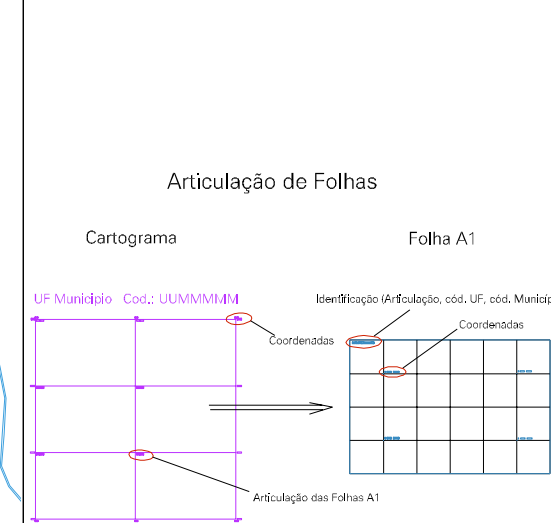 Articulação de Folhas
Cartograma
Folha A1
UF Municipio Cod.: UUMMMMM
Identificação (Articulação, cód. UF, cód. Municíp
Coordenadas
Coordenadas
Articulação das Folhas A1